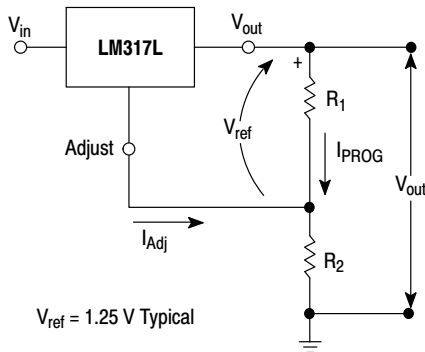 Vin
LM317L
Vout
+
R1
Vref
Adjust
IPROG
Vout
IAdj
R2
Vref = 1.25 V Typical